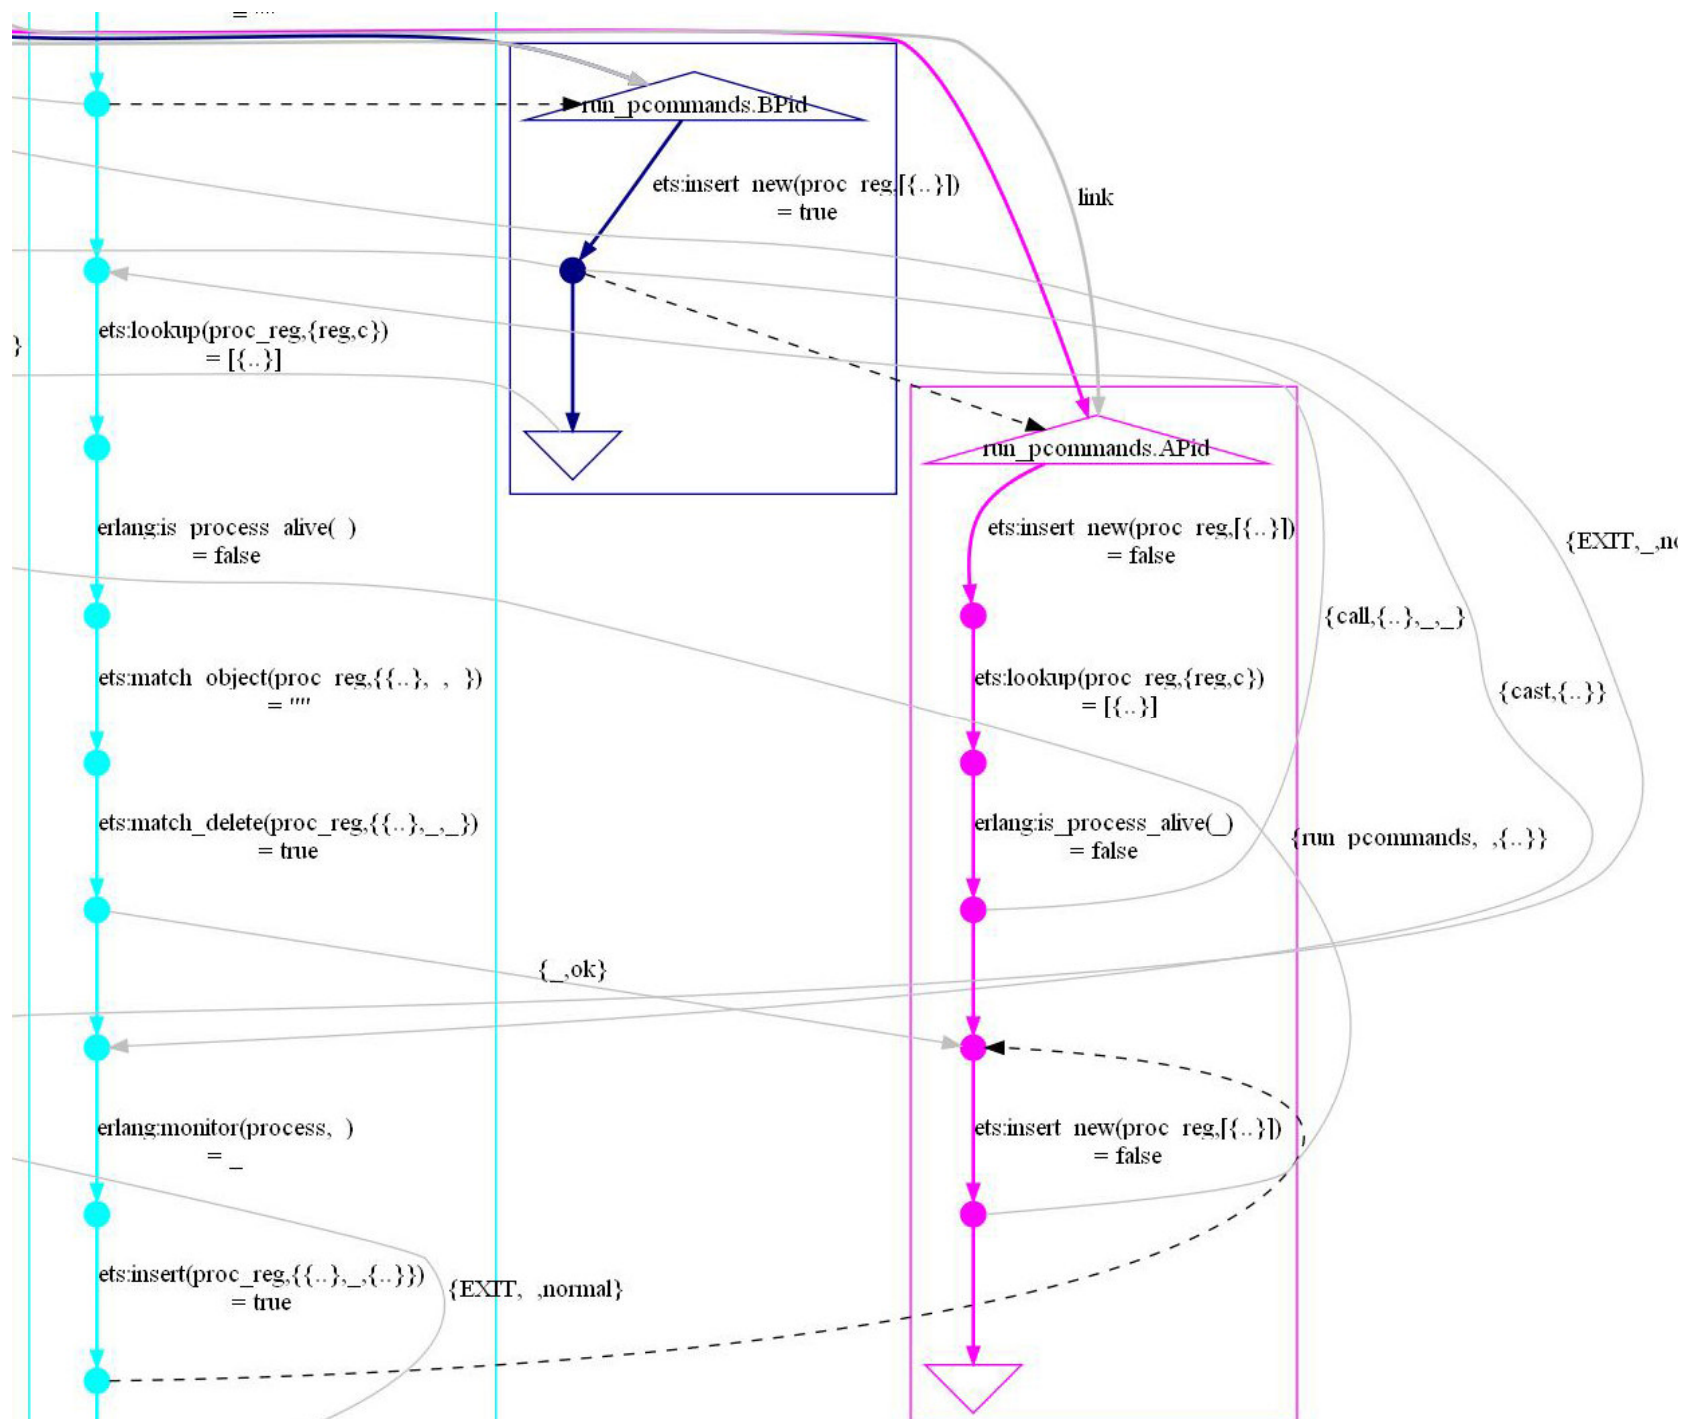 = ""
run_pcommands.BPid
ets:insert_new(proc_reg,[{..}])
= true
link
ets:lookup(proc_reg,{reg,c})
= [{..}]
}
run_pcommands.APid
erlang:is_process_alive(_)
= false
ets:insert_new(proc_reg,[{..}])
= false
{EXIT,_,no
{call,{..},_,_}
ets:match_object(proc_reg,{{..},_,_})
= ""
ets:lookup(proc_reg,{reg,c})
= [{..}]
{cast,{..}}
ets:match_delete(proc_reg,{{..},_,_})
= true
erlang:is_process_alive(_)
= false
{run_pcommands,_,{..}}
{_,ok}
erlang:monitor(process,_)
= _
ets:insert_new(proc_reg,[{..}])
= false
ets:insert(proc_reg,{{..},_,{..}})
= true
{EXIT,_,normal}